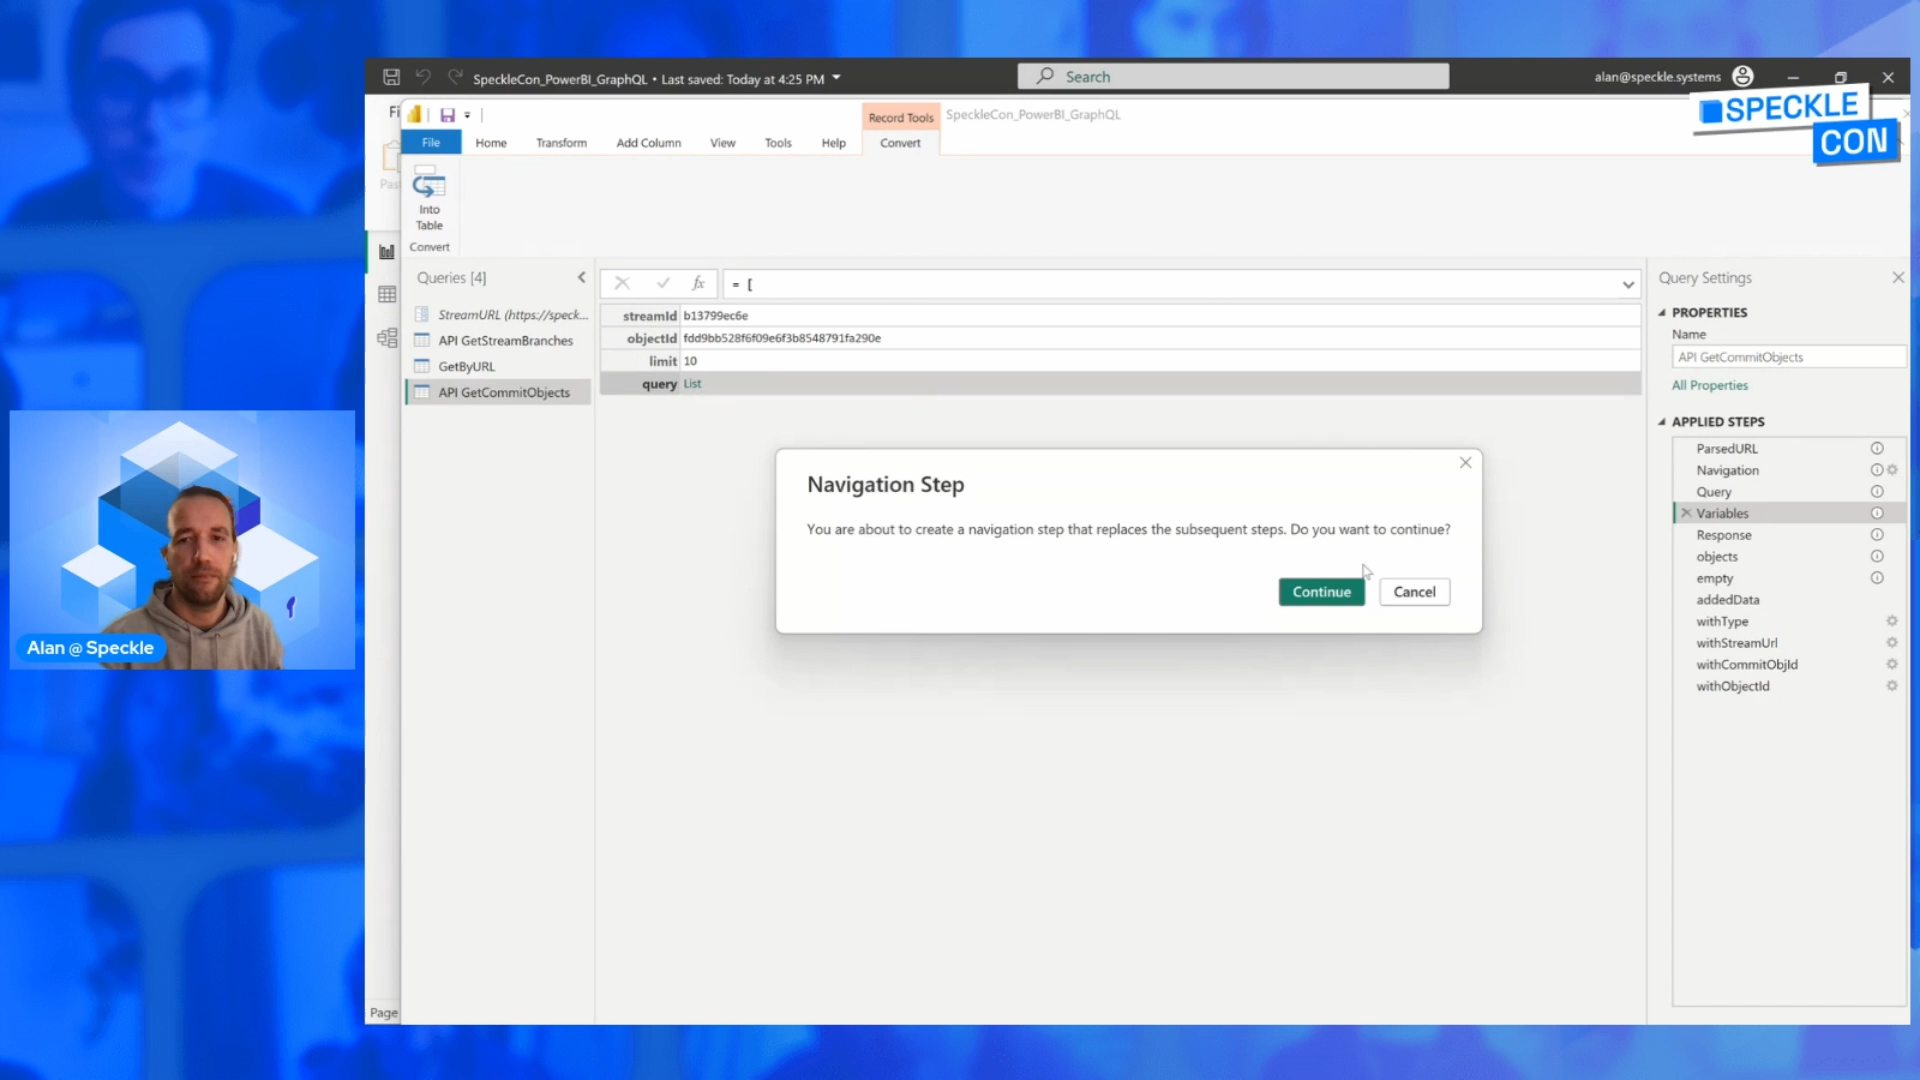 SpeckleCon_PowerBI_GraphQL • Last saved: Today at 4:25 PM
Search
alan@speckle.systems
SPECKLE
CON
Fi
Record Tools
SpeckleCon_PowerBI_GraphQL
File
Home
Transform
Add Column
View
Tools
Help
Convert
Pas
Into
Table
Convert
Queries [4]
fx
= [
Query Settings
StreamURL (https://speck...
API GetStreamBranches
GetByURL
API GetCommitObjects
streamId b13799ec6e
objectId fdd9bb528f6f09e6f3b8548791fa290e
limit 10
query List
PROPERTIES
Name
API GetCommitObjects
All Properties
APPLIED STEPS
ParsedURL
Navigation
Query
Variables
Response
objects
empty
addedData
withType
withStreamUrl
withCommitObjId
withObjectId
Navigation Step
You are about to create a navigation step that replaces the subsequent steps. Do you want to continue?
Continue
Cancel
Alan @ Speckle
Page